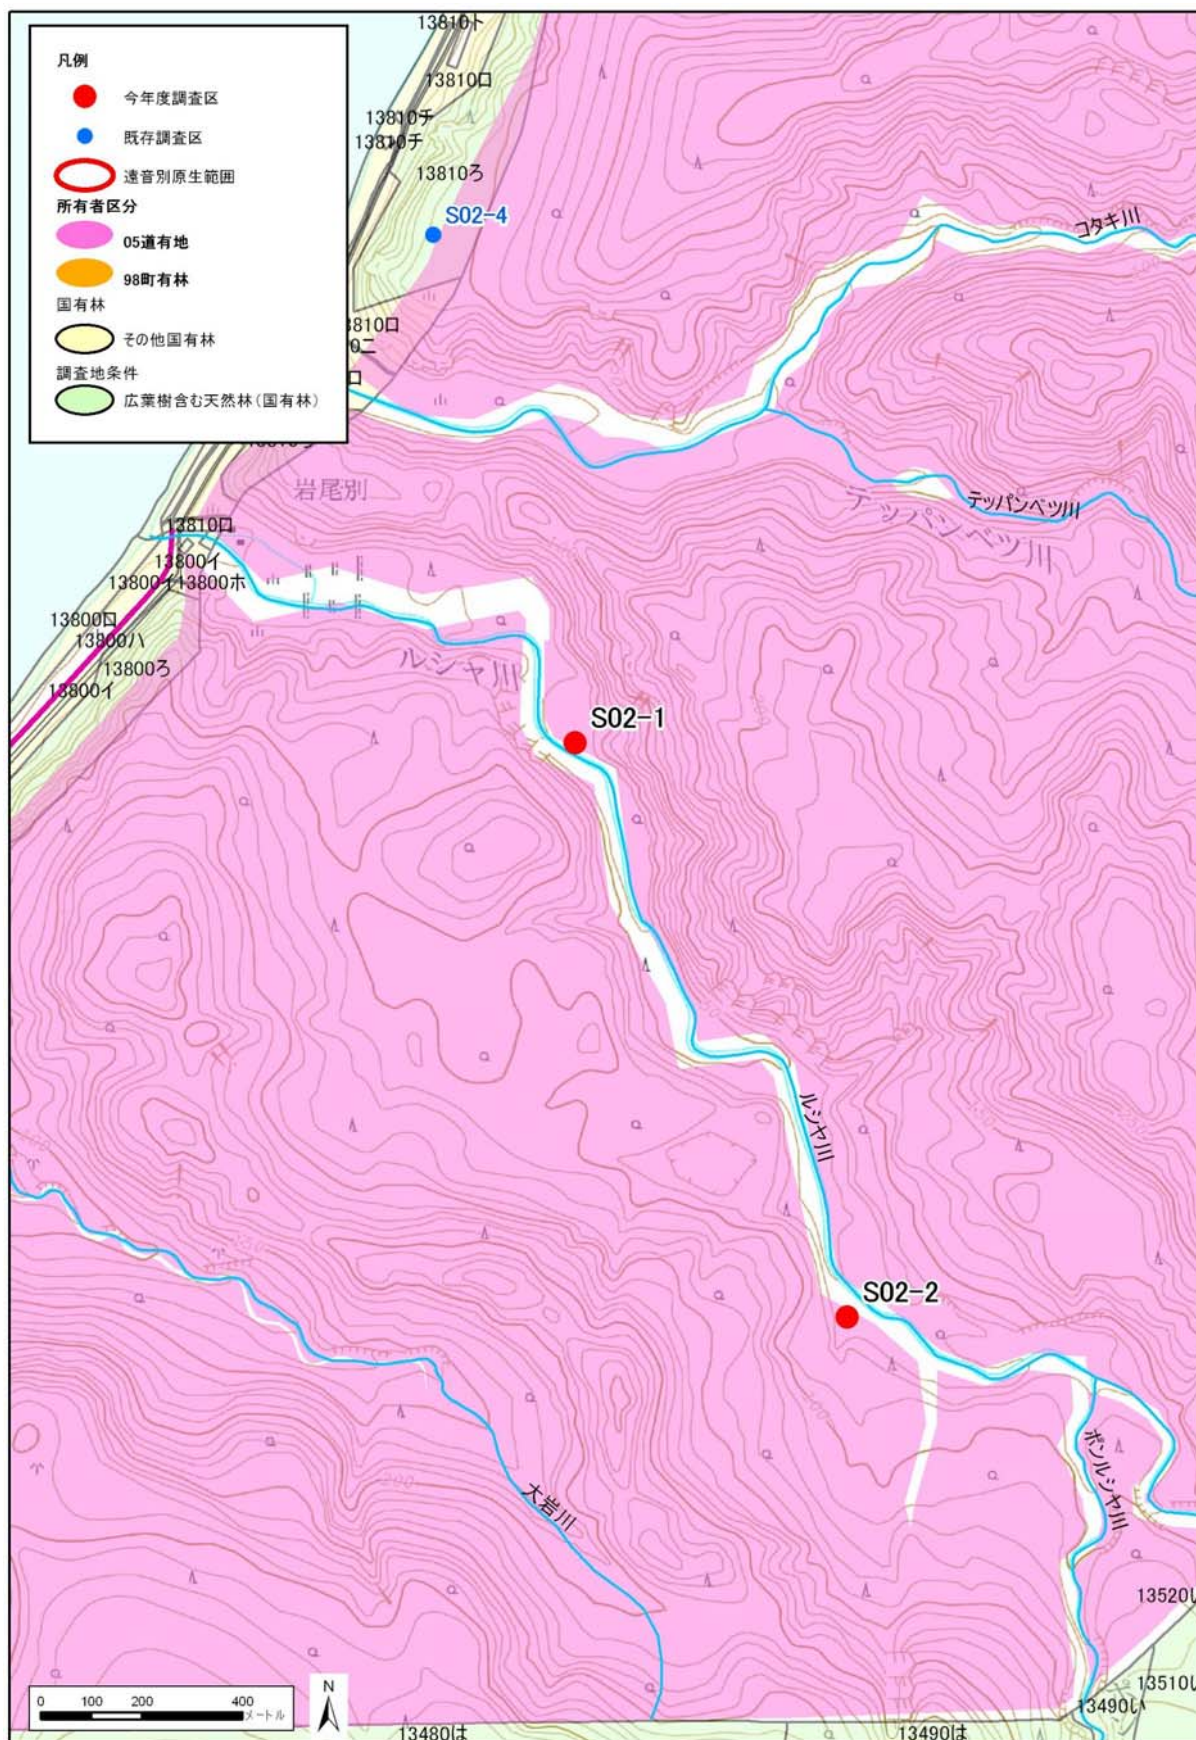 13810ト
13810口
13810チ
13810チ
13810ろ
凡例
今年度調査区
既存調査区
遠音別原生範囲
所有者区分
05道有地
98町有林
国有林
その他国有林
調査地条件
広葉樹含む天然林(国有林)
S02-4
コタキ川
テッパンベツ川
テッパンベツ川
岩尾別
13810口
13800イ
13800イ
13800ホ
13800口
13800ハ
13800ろ
13800イ
ルシヤ川
S02-1
ルシヤ川
S02-2
200
大岩川
ポンルシヤ川
13520い
13510い
13490い
13480は
13490は
0 100 200 400
メートル
N